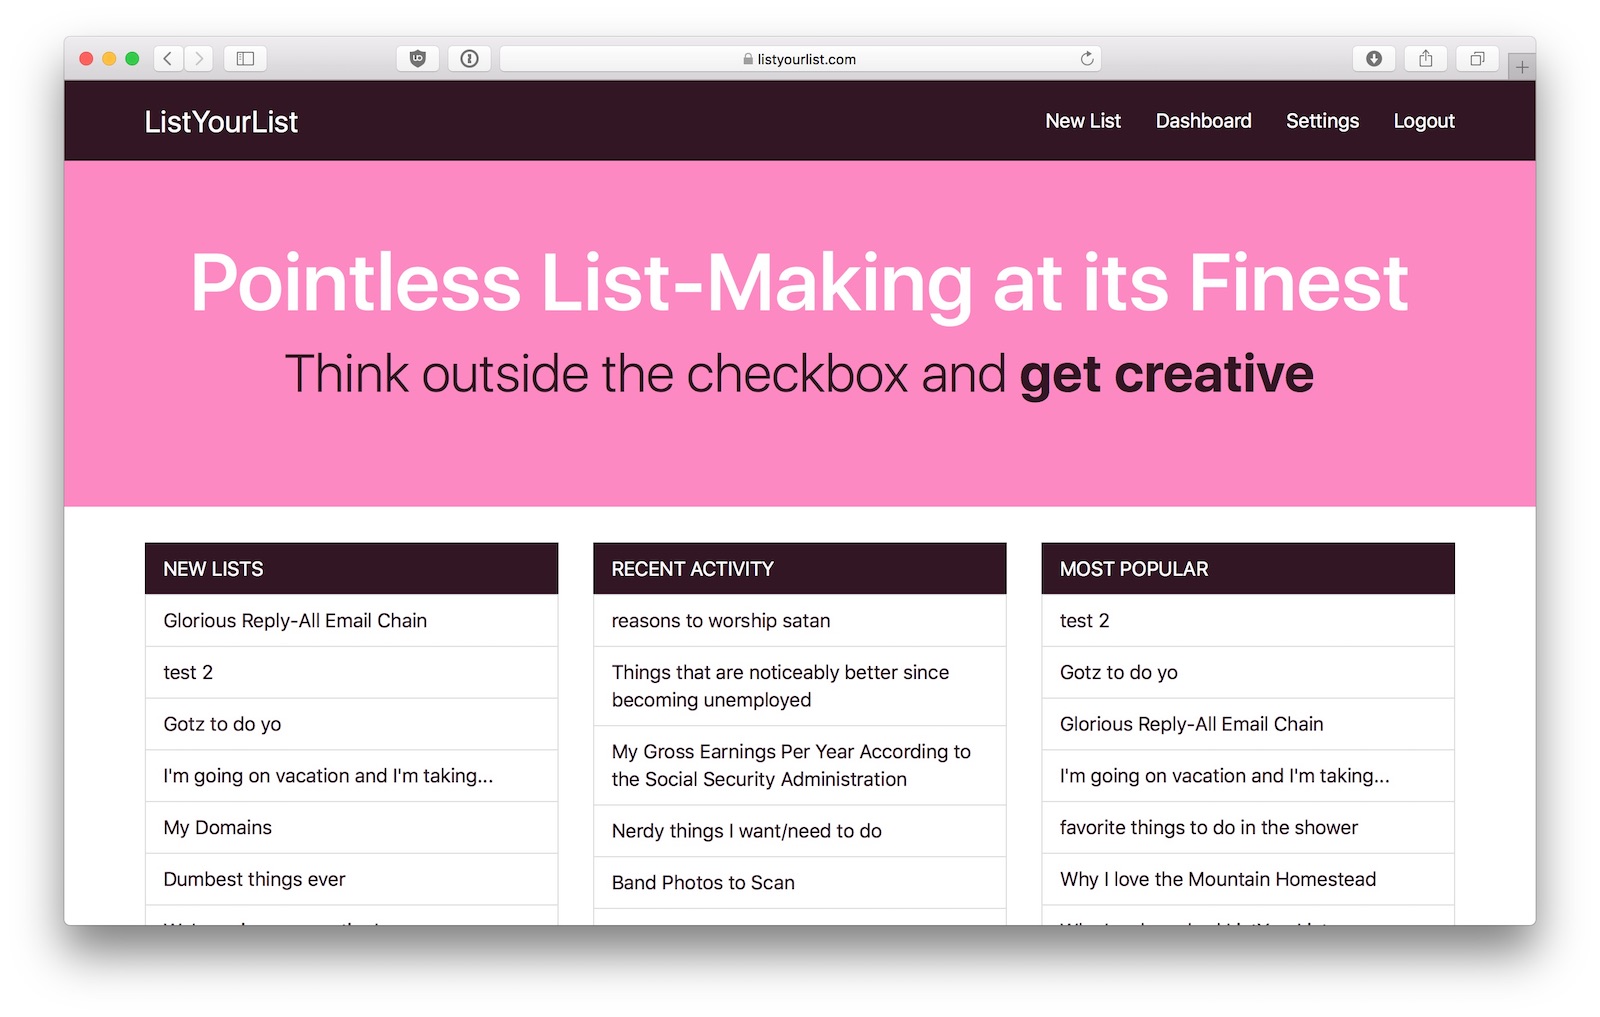 listyourlist.com
ListYourList
New List
Dashboard
Settings
Logout
Pointless List-Making at its Finest
Think outside the checkbox and get creative
NEW LISTS
Glorious Reply-All Email Chain
test 2
Gotz to do yo
I'm going on vacation and I'm taking...
My Domains
Dumbest things ever
RECENT ACTIVITY
reasons to worship satan
Things that are noticeably better since
becoming unemployed
My Gross Earnings Per Year According to
the Social Security Administration
Nerdy things I want/need to do
Band Photos to Scan
MOST POPULAR
test 2
Gotz to do yo
Glorious Reply-All Email Chain
I'm going on vacation and I'm taking...
favorite things to do in the shower
Why I love the Mountain Homestead